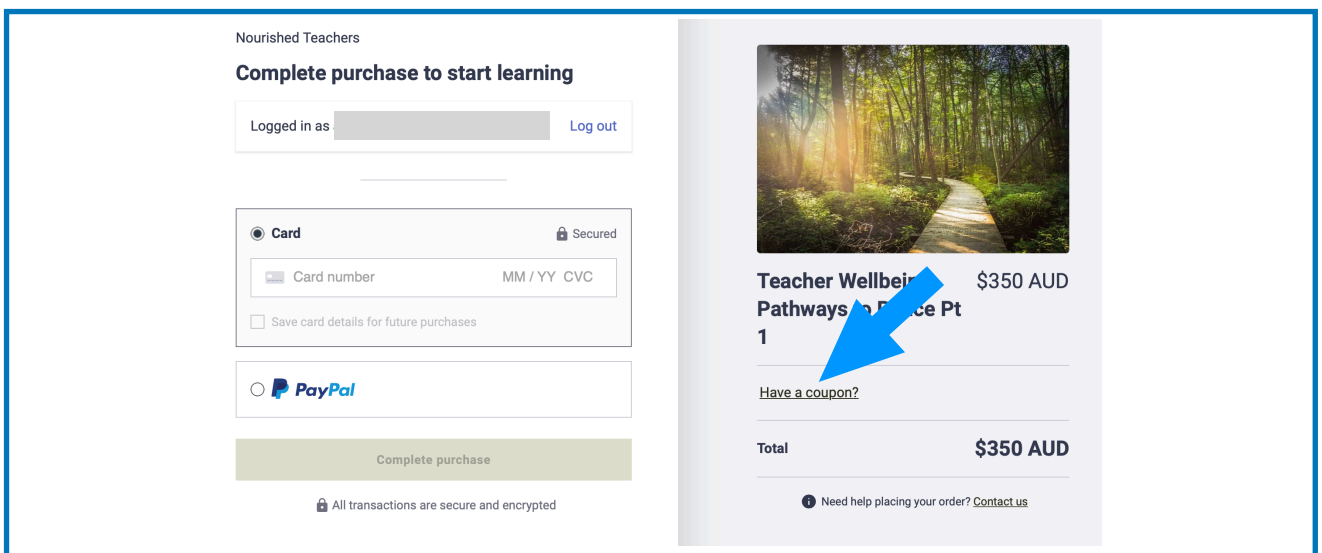 Nourished Teachers
Complete purchase to start learning
Logged in as
Log out
Card
Secured
Card number
MM / YY CVC
Save card details for future purchases
PayPal
Complete purchase
All transactions are secure and encrypted
Teacher Wellbein
$350 AUD
Pathways Pt
1
Have a coupon?
Total
$350 AUD
Need help placing your order? Contact us